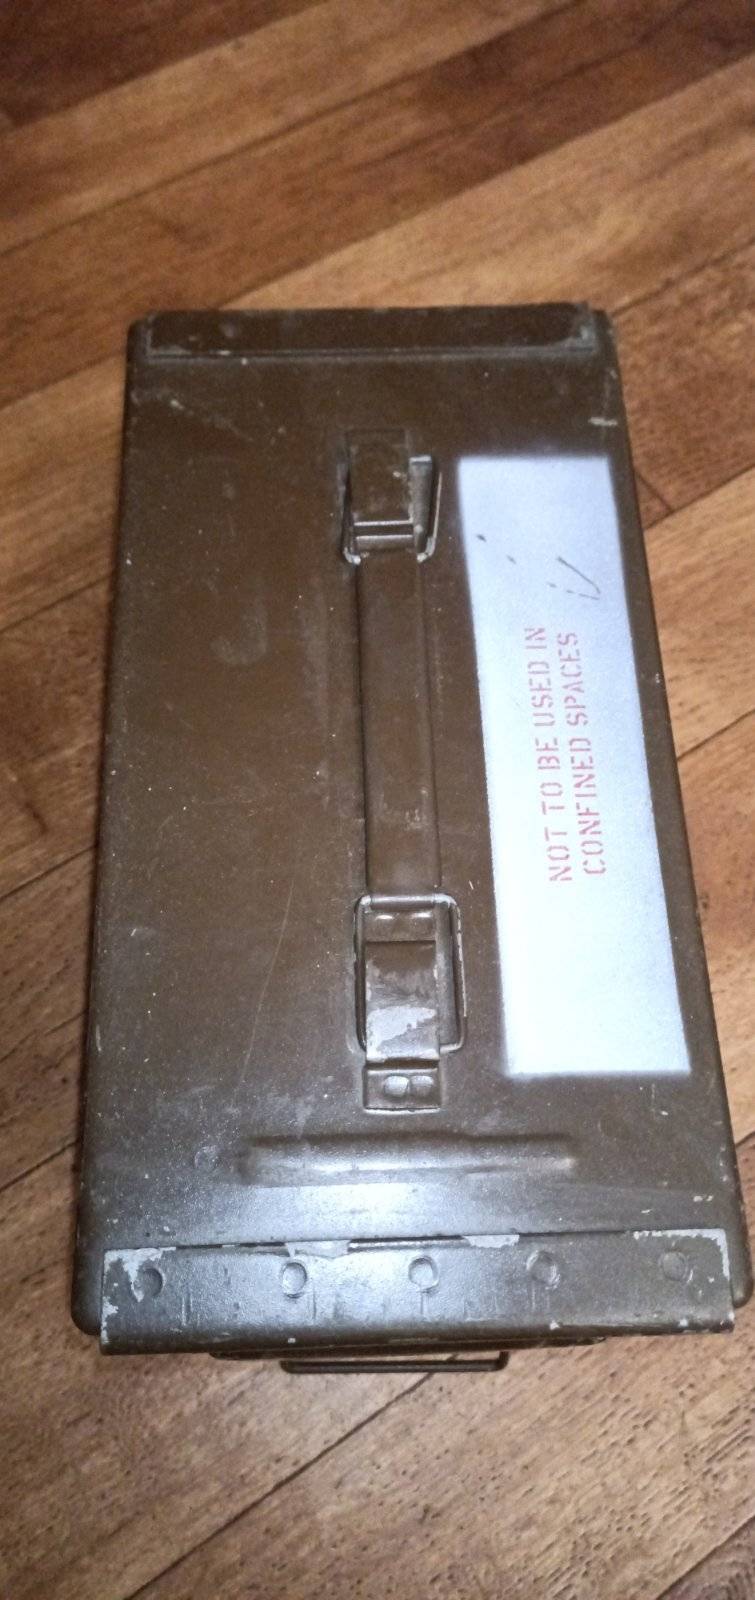 NOT TO BE USED IN
CONFINED SPACES